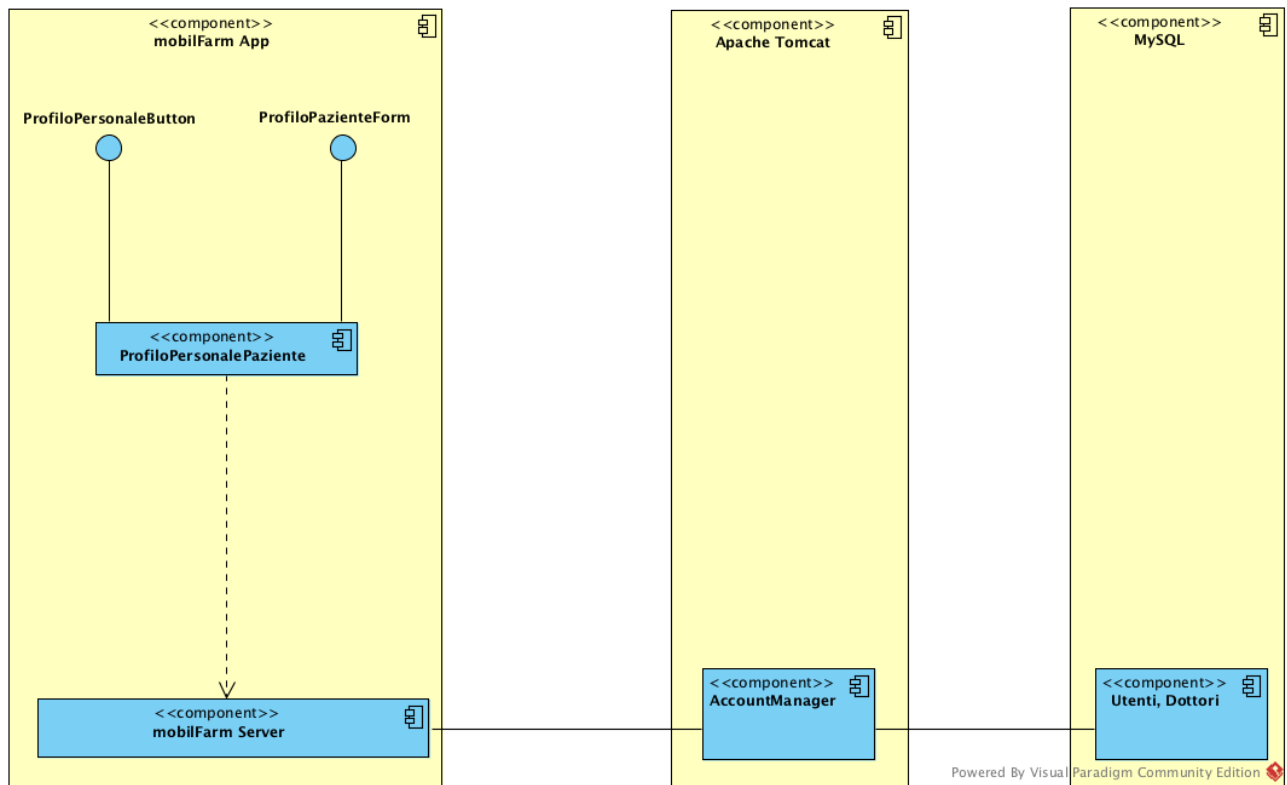 <<component>>
mobilFarm App
ProfiloPersonaleButton
ProfiloPazienteForm
<<component>>
ProfiloPersonalePaziente
<<component>>
mobilFarm Server
<<component>>
Apache Tomcat
<<component>>
AccountManager
<<component>>
MySQL
<<component>>
Utenti, Dottori
Powered By Visual Paradigm Community Edition